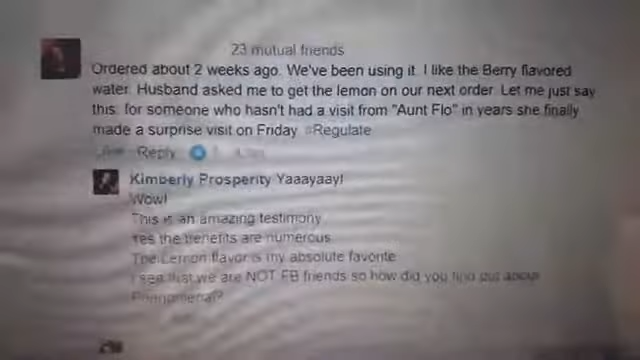 23 mutual friends
Ordered about 2 weeks ago. We've been using it. I like the Berry flavored
water. Husband asked me to get the lemon on our next order. Let me just say
this: for someone who hasn't had a visit from "Aunt Flo" in years she finally
made a surprise visit on Friday. #Regulate
Like Reply
Kimberly Prosperity Yaaayaay!
Wow!
This is an amazing testimony
Yes the benefits are numerous
The Lemon flavor is my absolute favorite
I see that we are NOT FB friends so how did you find out about
Phenomenal?